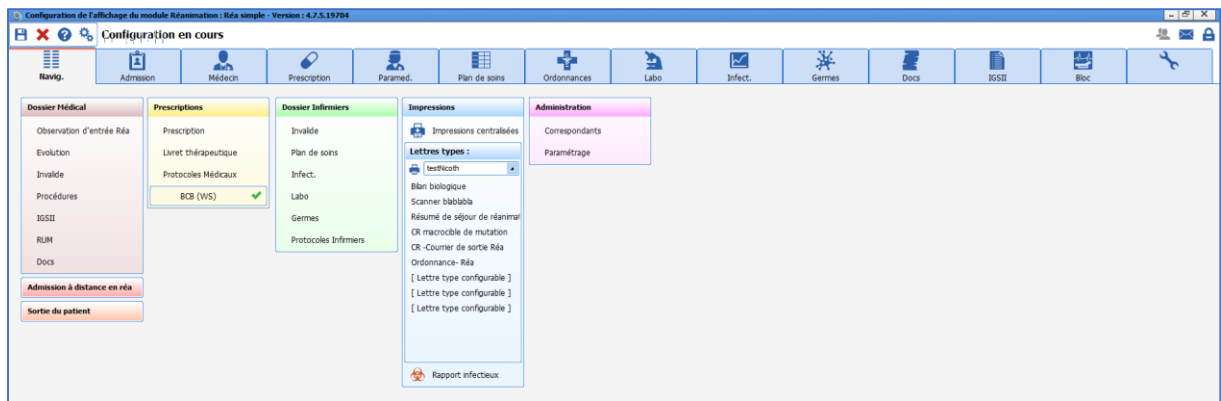 Configuration de l'affichage du module Réanimation : Réa simple - Version : 4.7.5.19704
Configuration en cours
Navig.
Admission
Médecin
Prescription
Paramed.
Plan de soins
Ordonnances
Labo
Infect.
Germes
Docs
IGSII
Bloc
Dossier Médical
Observation d'entrée Réa
Evolution
Invalide
Procédures
IGSII
RUM
Docs
Admission à distance en réa
Sortie du patient
Prescriptions
Prescription
Livret thérapeutique
Protocoles Médicaux
BCB (WS)
Dossier Infirmiers
Invalide
Plan de soins
Infect.
Labo
Germes
Protocoles Infirmiers
Impressions
Impressions centralisées
Lettres types :
testNicoth
Bilan biologique
Scanner blablabla
Résumé de séjour de réanimat
CR macrocible de mutation
CR -Courrier de sortie Réa
Ordonnance- Réa
[ Lettre type configurable ]
[ Lettre type configurable ]
[ Lettre type configurable ]
Rapport infectieux
Administration
Correspondants
Paramétrage